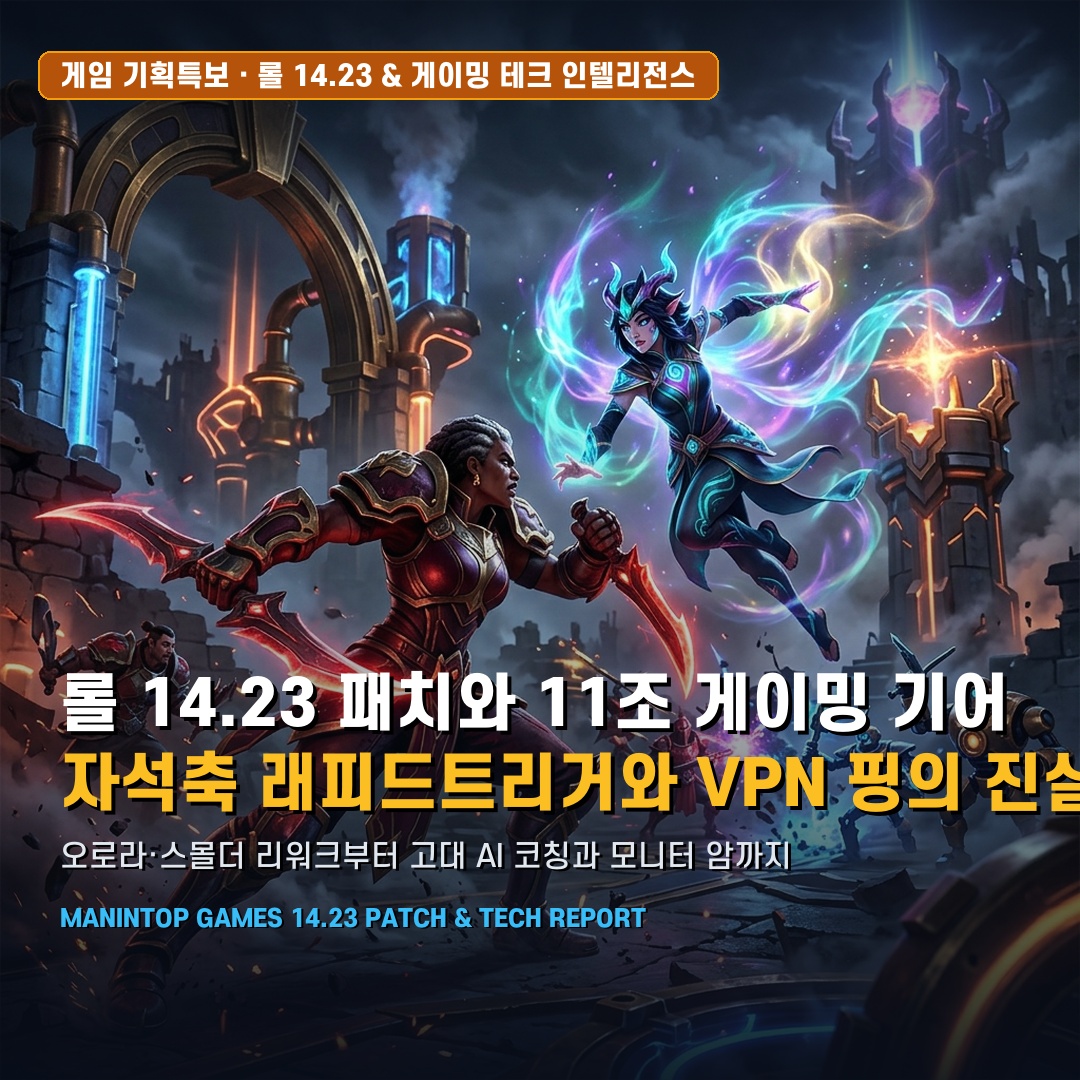 게임 기획특보 · 롤 14.23 & 게이밍 테크 인텔리전스
롤 14.23 패치와 11조 게이밍 기어
자석축 래피드트리거와 VPN 핑의 진실
오로라·스몰더 리워크부터 고대 AI 코칭과 모니터 암까지
MANINTOP GAMES 14.23 PATCH & TECH REPORT